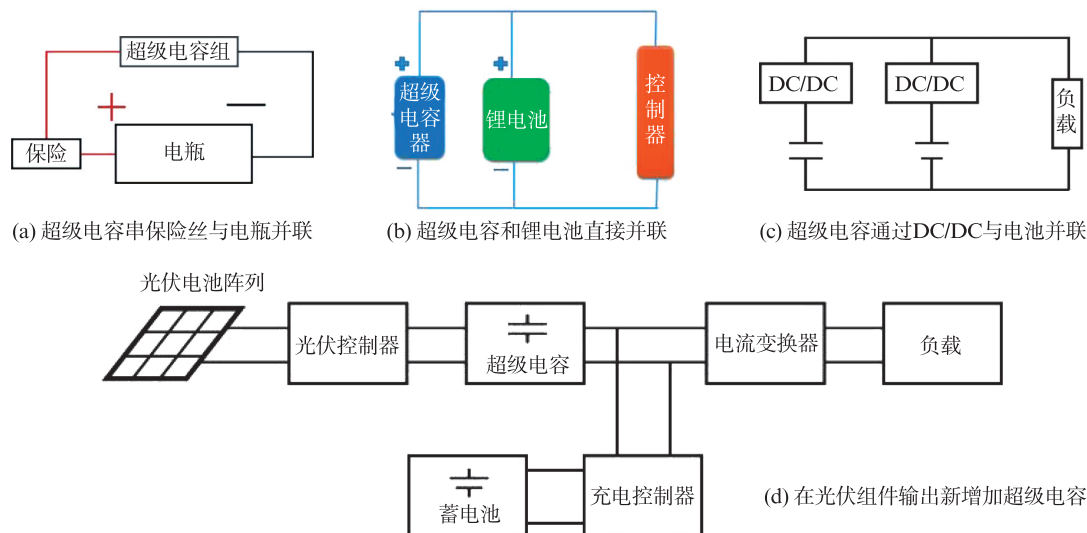 超级电容组
+
—
保险
电瓶
(a) 超级电容串保险丝与电瓶并联
+
+
超级
电容
器
锂电池
控制器
—
—
(b) 超级电容和锂电池直接并联
DC/DC
DC/DC
负载
(c) 超级电容通过DC/DC与电池并联
光伏电池阵列
光伏控制器
超级电容
电流变换器
负载
蓄电池
充电控制器
(d) 在光伏组件输出新增加超级电容